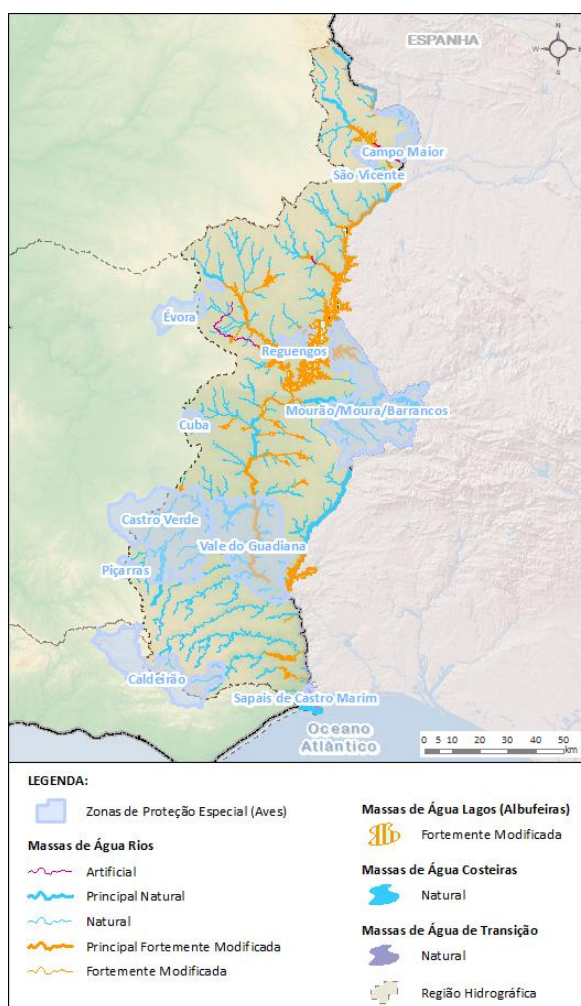 ESPANHA
N
W
E
S
Campo Maior
São Vicente
Évora
Reguengos
Mourão/Moura/Barrancos
Cuba
Castro Verde
Vale do Guadiana
Piçarras
Caldeirão
Sapais de Castro Marim
Oceano
Atlântico
0 5 10 20 30 40 50
km
LEGENDA:
Zonas de Proteção Especial (Aves)
Massas de Água Rios
Artificial
Principal Natural
Natural
Principal Fortemente Modificada
Fortemente Modificada
Massas de Água Lagos (Albufeiras)
Fortemente Modificada
Massas de Água Costeiras
Natural
Massas de Água de Transição
Natural
Região Hidrográfica